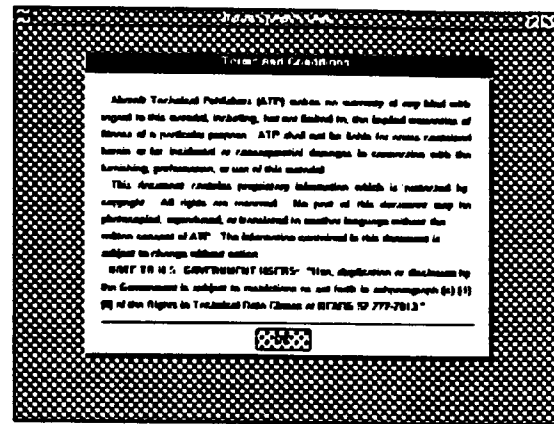 Terms and Conditions
Aircraft Technical Publishers (ATP) makes no warranty of any kind with
regard to this material, including, but not limited to, the implied warranties of
fitness of a particular purpose. ATP shall not be liable for errors contained
herein or for incidental or consequential damages in connection with the
furnishing, performance, or use of this material.
This document contains proprietary information which is protected by
copyright. All rights are reserved. No part of this document may be
photocopied, reproduced, or translated to another language without the
written consent of ATP. The information contained in this document is
subject to change without notice.
NOTE TO U.S. GOVERNMENT USERS: "Use, duplication or disclosure by
the Government is subject to restrictions as set forth in subparagraph (c) (1)
(ii) of the Rights in Technical Data Clause at DFARS 52.227-7013."